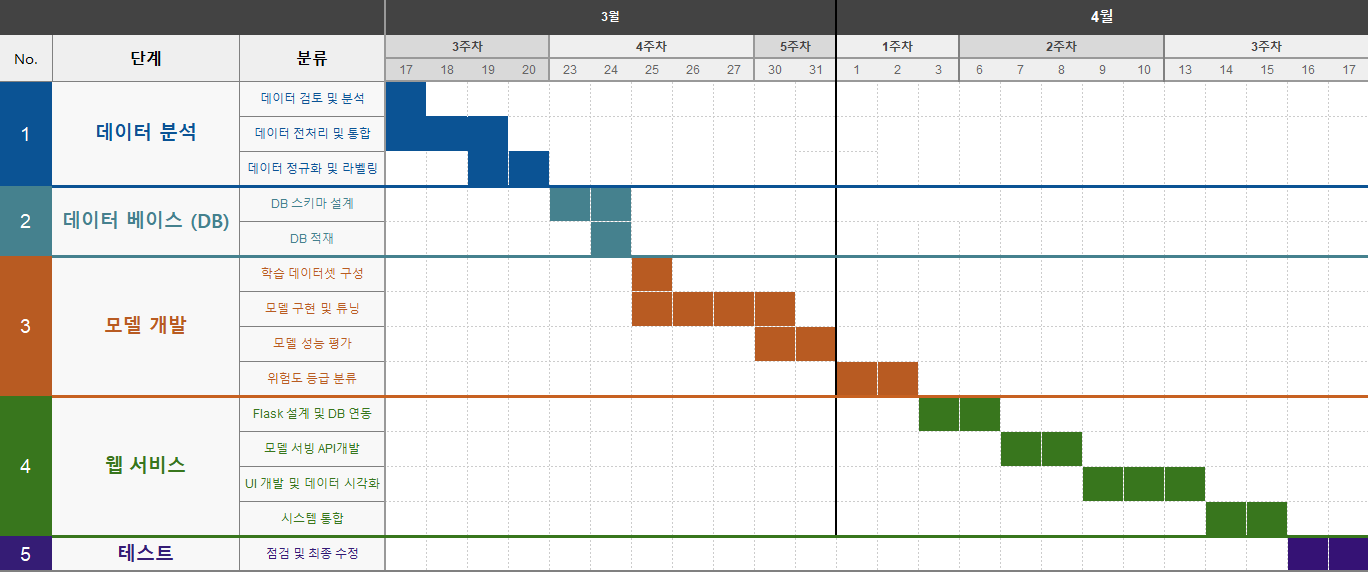 3월 4월
No. 단계 분류 3주차 4주차 5주차 1주차 2주차 3주차
17 18 19 20 23 24 25 26 27 30 31 1 2 3 6 7 8 9 10 13 14 15 16 17
1 데이터 분석 데이터 검토 및 분석
데이터 전처리 및 통합
데이터 정규화 및 라벨링
2 데이터 베이스 (DB) DB 스키마 설계
DB 적재
3 모델 개발 학습 데이터셋 구성
모델 구현 및 튜닝
모델 성능 평가
위험도 등급 분류
4 웹 서비스 Flask 설계 및 DB 연동
모델 서빙 API개발
UI 개발 및 데이터 시각화
시스템 통합
5 테스트 점검 및 최종 수정